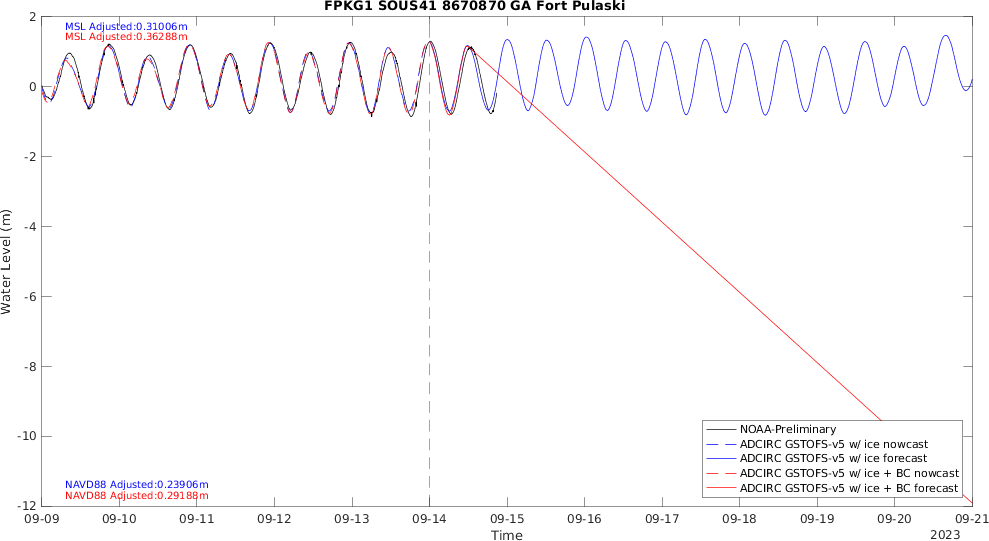 FPKG1 SOUS41 8670870 GA Fort Pulaski
MSL Adjusted:0.31006m
MSL Adjusted:0.36288m
2
0
-2
-4
-6
-8
-10
-12
Water Level (m)
NOAA-Preliminary
ADCIRC GSTOFS-v5 w/ ice nowcast
ADCIRC GSTOFS-v5 w/ ice forecast
ADCIRC GSTOFS-v5 w/ ice + BC nowcast
ADCIRC GSTOFS-v5 w/ ice + BC forecast
NAVD88 Adjusted:0.23906m
NAVD88 Adjusted:0.29188m
09-09 09-10 09-11 09-12 09-13 09-14 09-15 09-16 09-17 09-18 09-19 09-20 09-21
Time
2023